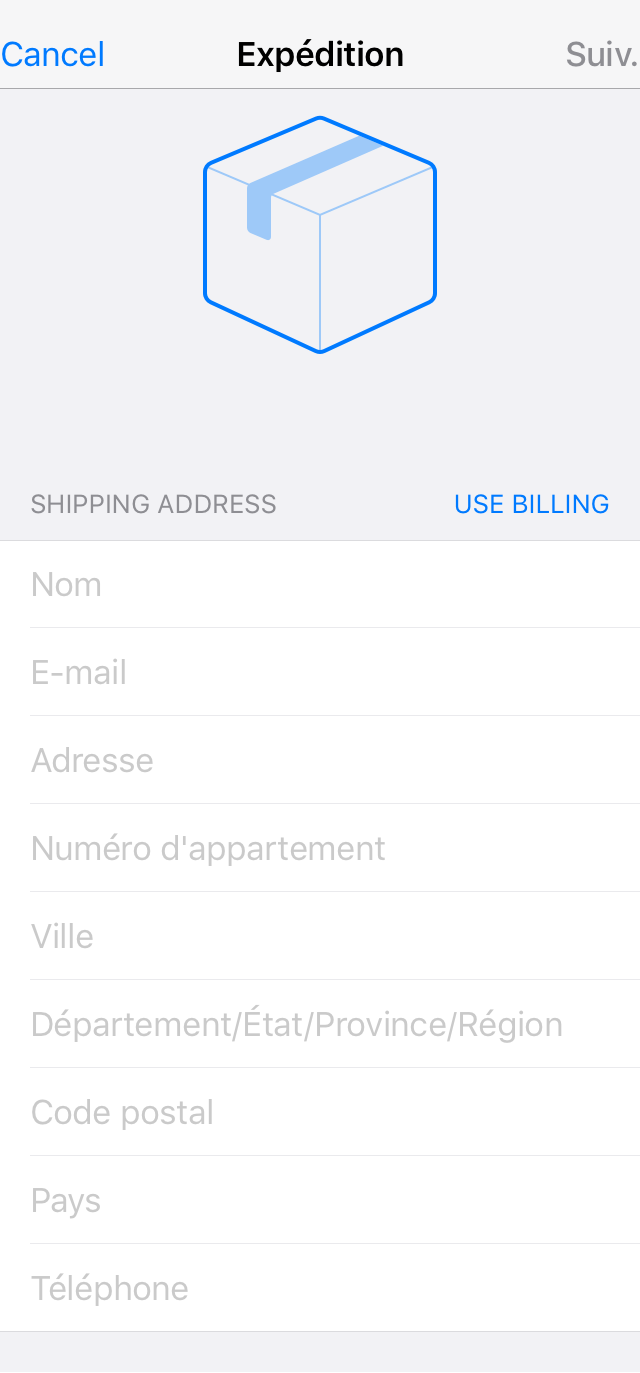 Cancel Expédition Suiv.
SHIPPING ADDRESS USE BILLING
Nom
E-mail
Adresse
Numéro d'appartement
Ville
Département/État/Province/Région
Code postal
Pays
Téléphone